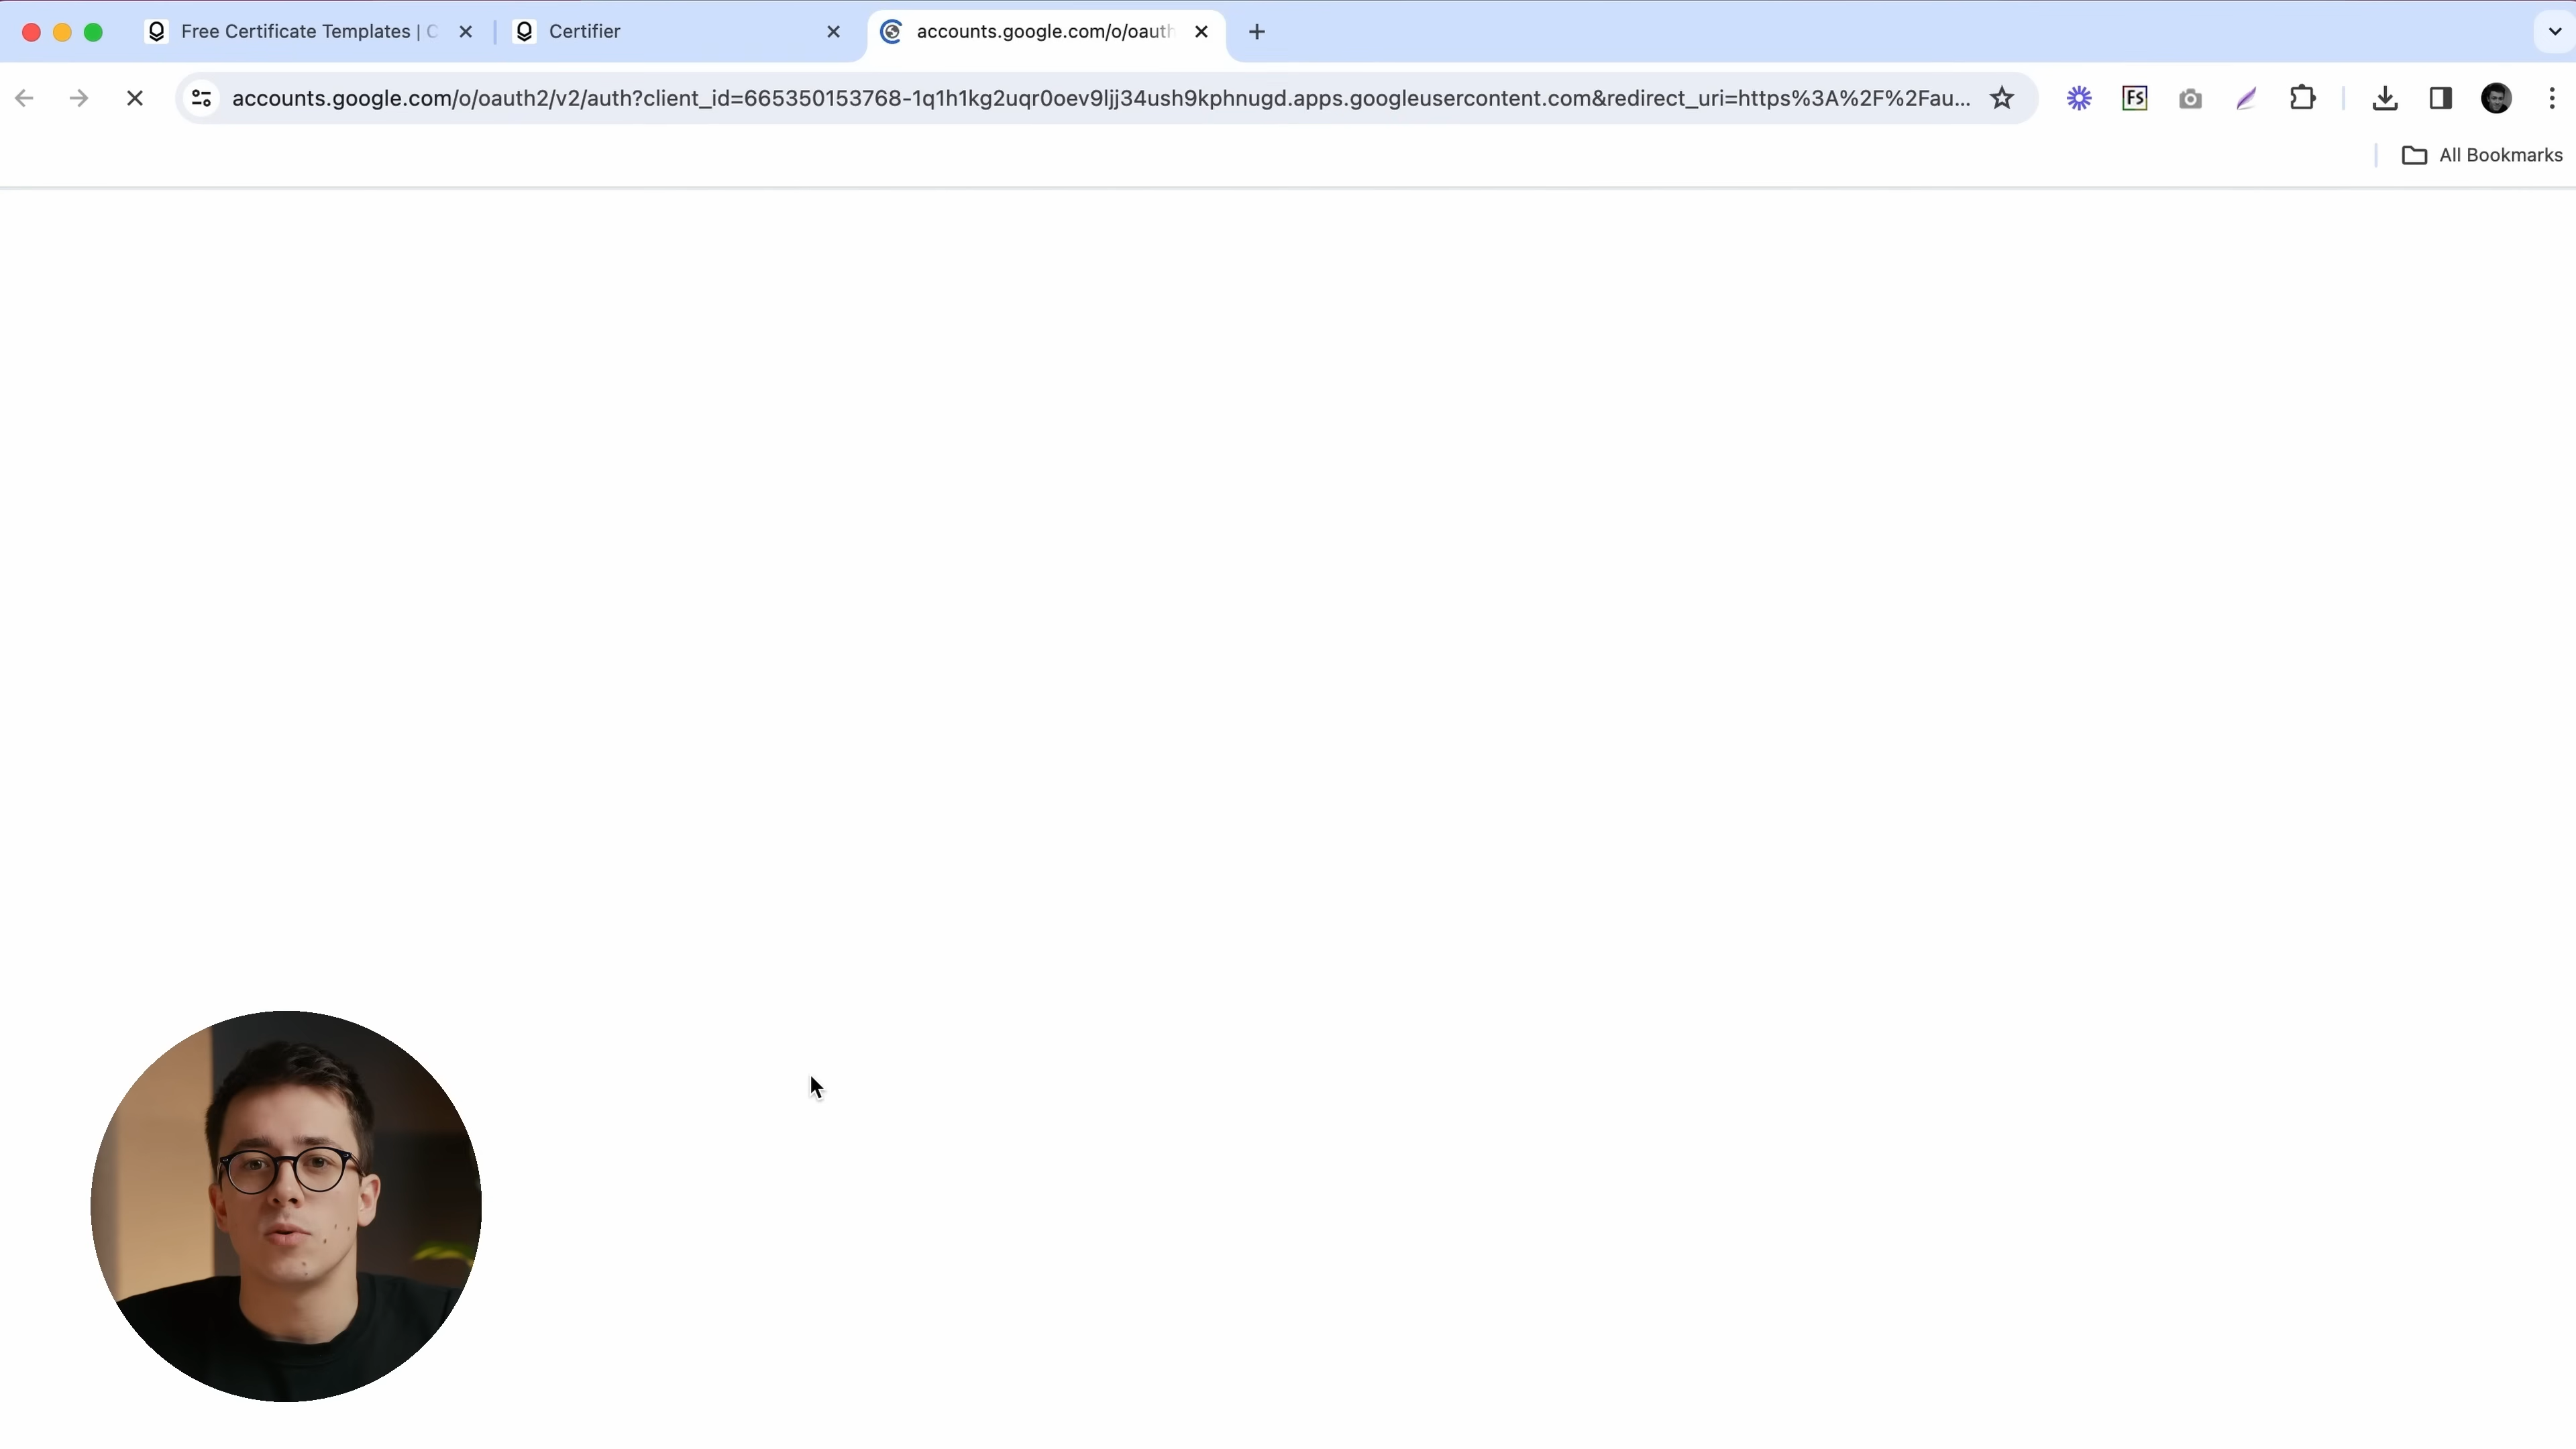 Free Certificate Templates | C
Certifier
accounts.google.com/o/oauth
accounts.google.com/o/oauth2/v2/auth?client_id=665350153768-1q1h1kg2uqr0oev9ljj34ush9kphnugd.apps.googleusercontent.com&redirect_uri=https%3A%2F%2Fau...
FS
All Bookmarks